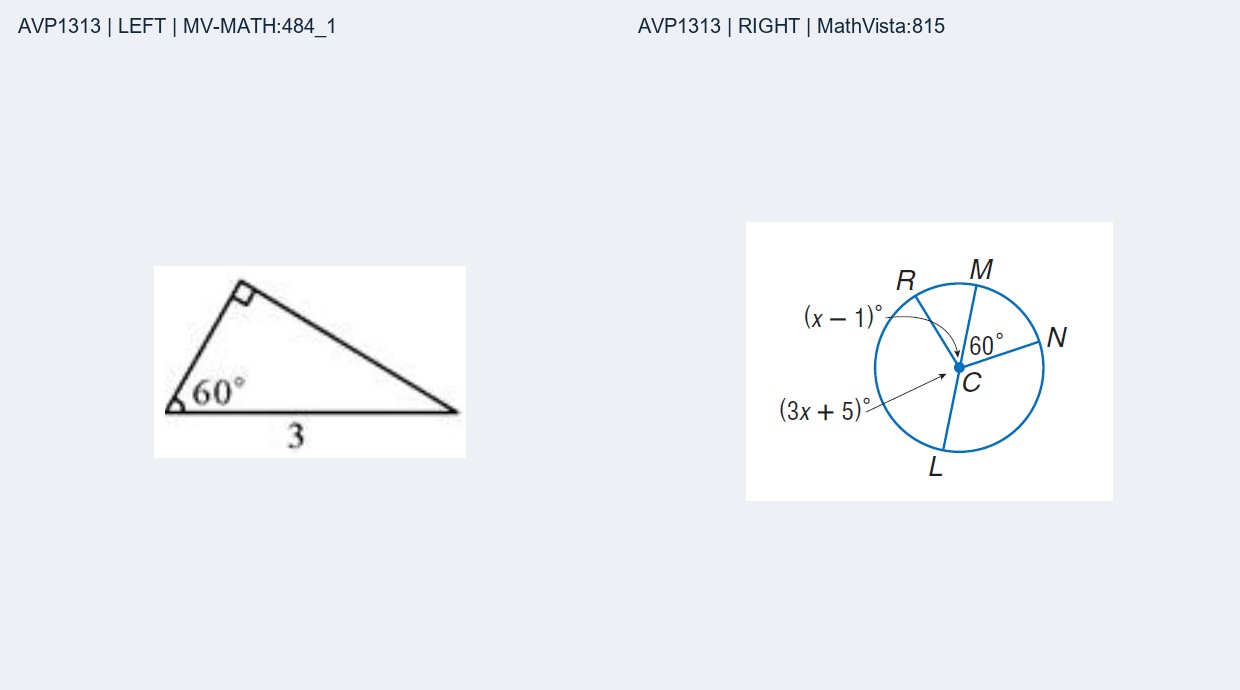 AVP1313 | LEFT | MV-MATH:484_1
AVP1313 | RIGHT | MathVista:815
60°
3
R
M
(x − 1)°
60°
N
C
(3x + 5)°
L